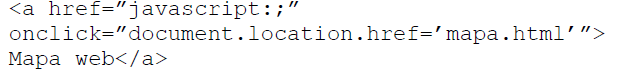 <a href=”javascript:;”
onclick=”document.location.href=’mapa.html’”>
Mapa web</a>